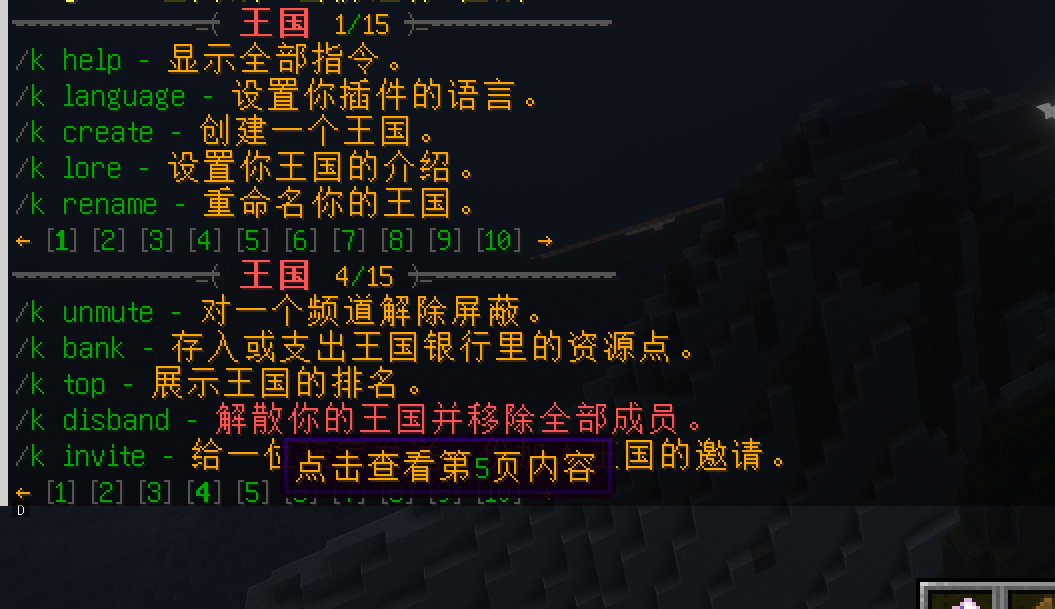 王国 1/15
/k help - 显示全部指令。
/k language - 设置你插件的语言。
/k create - 创建一个王国。
/k lore - 设置你王国的介绍。
/k rename - 重命名你的王国。
← [1] [2] [3] [4] [5] [6] [7] [8] [9] [10] →
王国 4/15
/k unmute - 对一个频道解除屏蔽。
/k bank - 存入或支出王国银行里的资源点。
/k top - 展示王国的排名。
/k disband - 解散你的王国并移除全部成员。
/k invite - 给一位 国的邀请。
点击查看第5页内容
← [1] [2] [3] [4] [5]
D